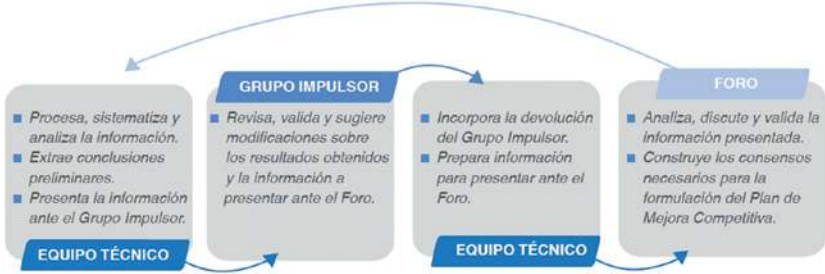 Procesa, sistematiza y
analiza la información.
Extrae conclusiones
preliminares.
Presenta la información
ante el Grupo Impulsor.
EQUIPO TÉCNICO
GRUPO IMPULSOR
Revisa, valida y sugiere
modificaciones sobre
los resultados obtenidos
y la información a
presentar ante el Foro.
Incorpora la devolución
del Grupo Impulsor.
Prepara información
para presentar ante el
Foro.
EQUIPO TÉCNICO
FORO
Analiza, discute y valida la
información presentada.
Construye los consensos
necesarios para la
formulación del Plan de
Mejora Competitiva.